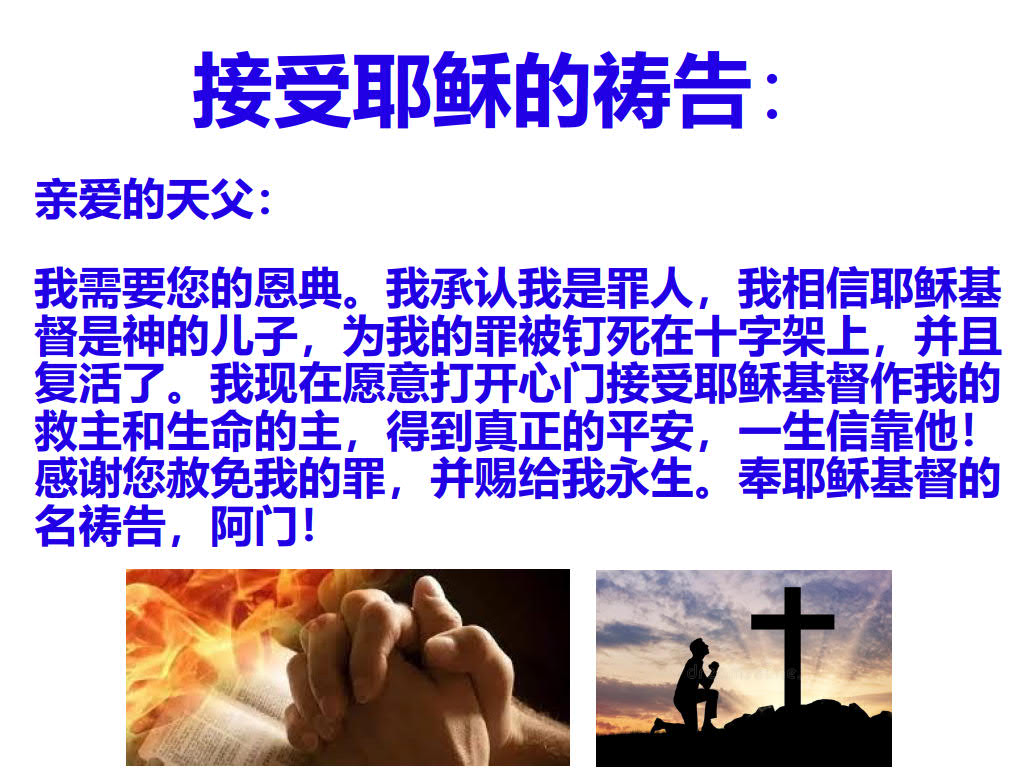 接受耶稣的祷告：
亲爱的天父：
我需要您的恩典。我承认我是罪人，我相信耶稣基
督是神的儿子，为我的罪被钉死在十字架上，并且
复活了。我现在愿意打开心门接受耶稣基督作我的
救主和生命的主，得到真正的平安，一生信靠他！
感谢您赦免我的罪，并赐给我永生。奉耶稣基督的
名祷告，阿门！